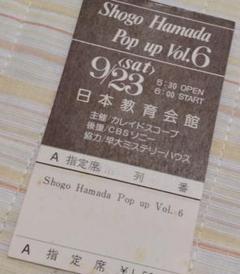 Shogo Hamada
Pop up Vol.6
〈sat〉
9/23 5:30 OPEN
6:00 START
日本教育会館
主催/カレイドスコープ
後援/CBSソニー
協力/早大ミステリーハウス
A 指定席 列 番
Shogo Hamada Pop up Vol. 6
A 指定席